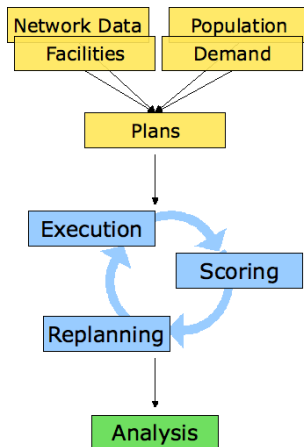 Network Data
Population
Facilities
Demand
Plans
Execution
Scoring
Replanning
Analysis